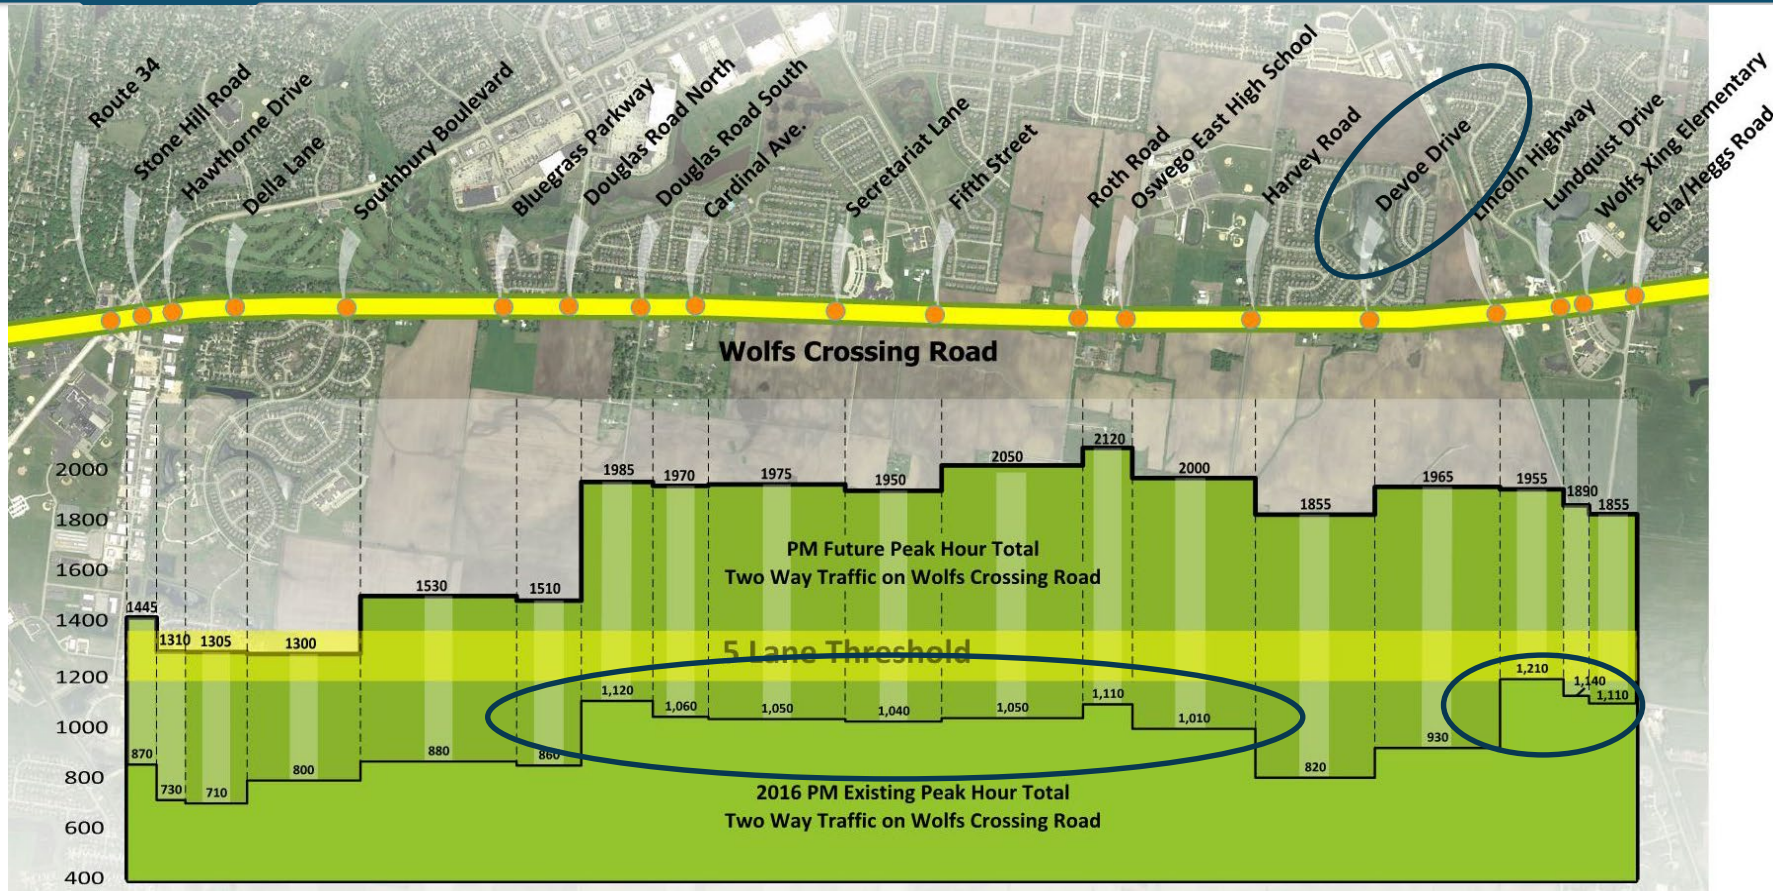 Route 34
Stone Hill Road
Hawthorne Drive
Della Lane
Southbury Boulevard
Bluegrass Parkway
Douglas Road North
Douglas Road South
Cardinal Ave.
Secretariat Lane
Fifth Street
Roth Road
Oswego East High School
Harvey Road
Devoe Drive
Lincoln Highway
Lundquist Drive
Wolfs Xing Elementary
Eola/Heggs Road
Wolfs Crossing Road
2000
1800
1600
1400
1200
1000
800
600
400
1445
1310
1305
1300
1530
1510
1985
1970
1975
1950
2050
2120
2000
1855
1965
1955
1890
1855
PM Future Peak Hour Total
Two Way Traffic on Wolfs Crossing Road
5 Lane Threshold
870
730
710
800
880
860
1,120
1,060
1,050
1,040
1,050
1,110
1,010
820
930
1,210
1,140
1,110
2016 PM Existing Peak Hour Total
Two Way Traffic on Wolfs Crossing Road